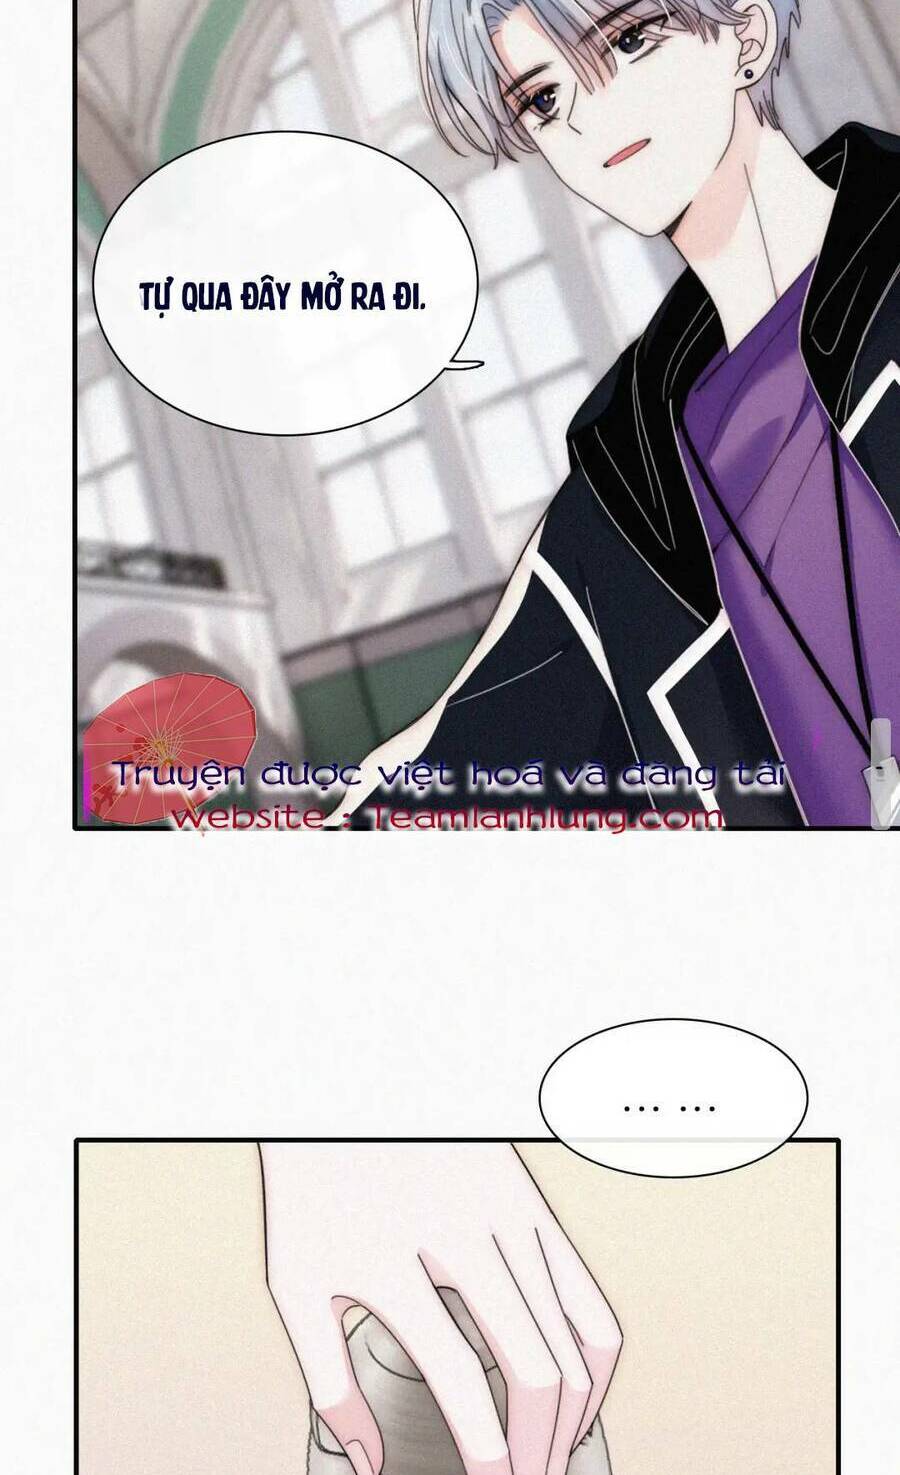 TỰ QUA ĐÂY MỞ RA ĐI.
Truyện được việt hoá và đăng tải
website : Teamlanhlung.com
... ...